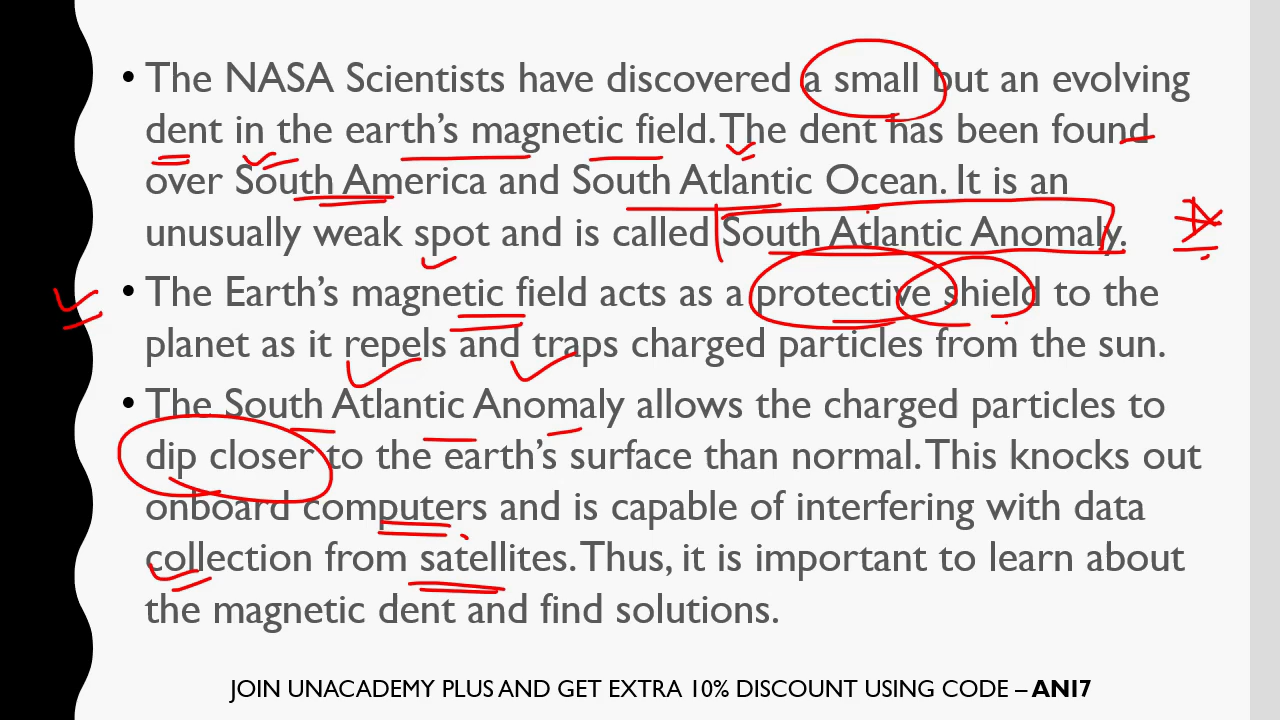 • The NASA Scientists have discovered a small but an evolving
dent in the earth's magnetic field. The dent has been found
over South America and South Atlantic Ocean. It is an
unusually weak spot and is called South Atlantic Anomaly.
• The Earth's magnetic field acts as a protective shield to the
planet as it repels and traps charged particles from the sun.
• The South Atlantic Anomaly allows the charged particles to
dip closer to the earth's surface than normal. This knocks out
onboard computers and is capable of interfering with data
collection from satellites. Thus, it is important to learn about
the magnetic dent and find solutions.
JOIN UNACADEMY PLUS AND GET EXTRA 10% DISCOUNT USING CODE – AN17